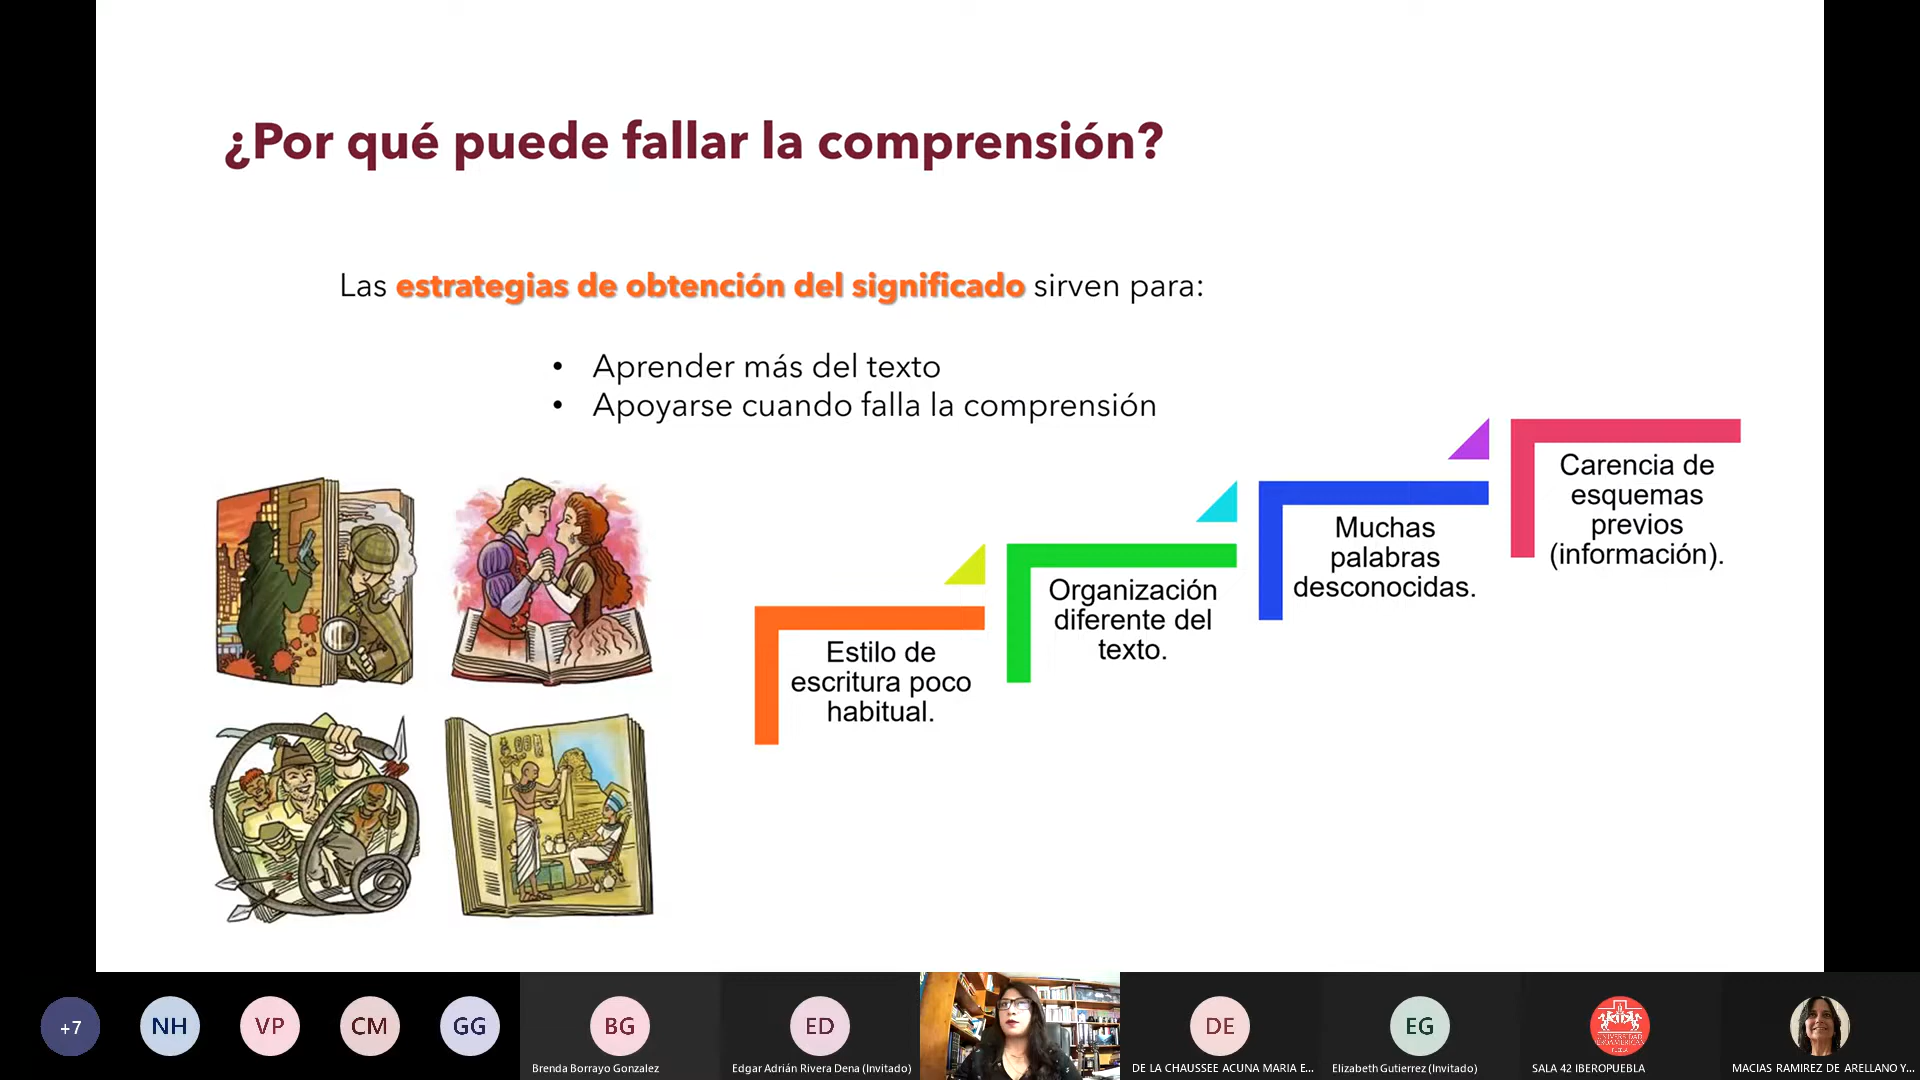 ¿Por qué puede fallar la comprensión?
Las estrategias de obtención del significado sirven para:
• Aprender más del texto
• Apoyarse cuando falla la comprensión
Estilo de
escritura poco
habitual.
Organización
diferente del
texto.
Muchas
palabras
desconocidas.
Carencia de
esquemas
previos
(información).
+7
NH
VP
CM
GG
BG
Brenda Borrayo Gonzalez
ED
Edgar Adrián Rivera Dena (Invitado)
DE
DE LA CHAUSSEE ACUNA MARIA E...
EG
Elizabeth Gutierrez (Invitado)
UNIVERSIDAD
IBEROAMERICANA
PUEBLA
SALA 42 IBEROPUEBLA
MACIAS RAMIREZ DE ARELLANO Y...